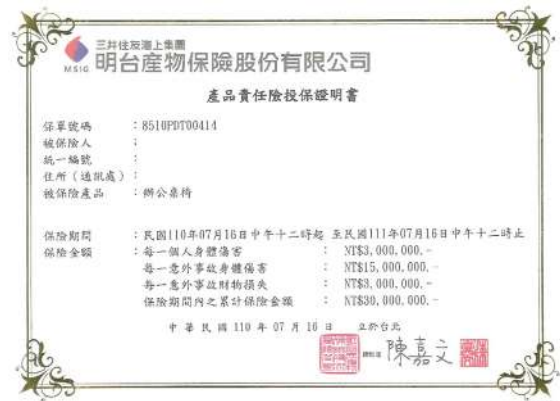 三井住友海上集團
MSIG 明台產物保險股份有限公司
產品責任險投保證明書
保單號碼 : 8510PDT00414
被保險人 :
統一編號 :
住所（通訊處） :
被保險產品 : 辦公桌椅
保險期間 : 民國110年07月16日中午十二時起 至民國111年07月16日中午十二時止
保險金額 : 每一個人身體傷害 : NT$3,000,000.-
每一意外事故身體傷害 : NT$15,000,000.-
每一意外事故財物損失 : NT$3,000,000.-
保險期間內之累計保險金額 : NT$30,000,000.-
中 華 民 國 110 年 07 月 16 日 立於台北
陳嘉文